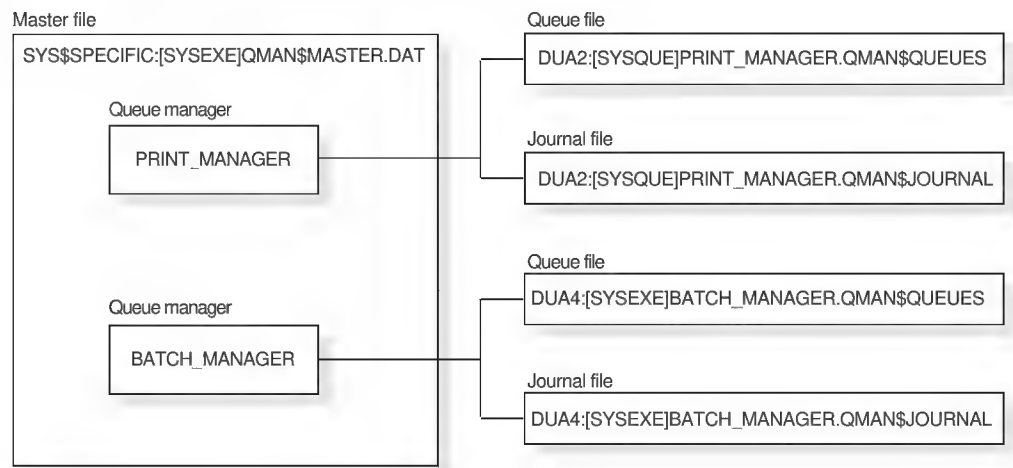 Master file
SYS$SPECIFIC:[SYSEXE]QMAN$MASTER.DAT
Queue manager
PRINT_MANAGER
Queue manager
BATCH_MANAGER
Queue file
DUA2:[SYSQUE]PRINT_MANAGER.QMAN$QUEUES
Journal file
DUA2:[SYSQUE]PRINT_MANAGER.QMAN$JOURNAL
Queue file
DUA4:[SYSEXE]BATCH_MANAGER.QMAN$QUEUES
Journal file
DUA4:[SYSEXE]BATCH_MANAGER.QMAN$JOURNAL